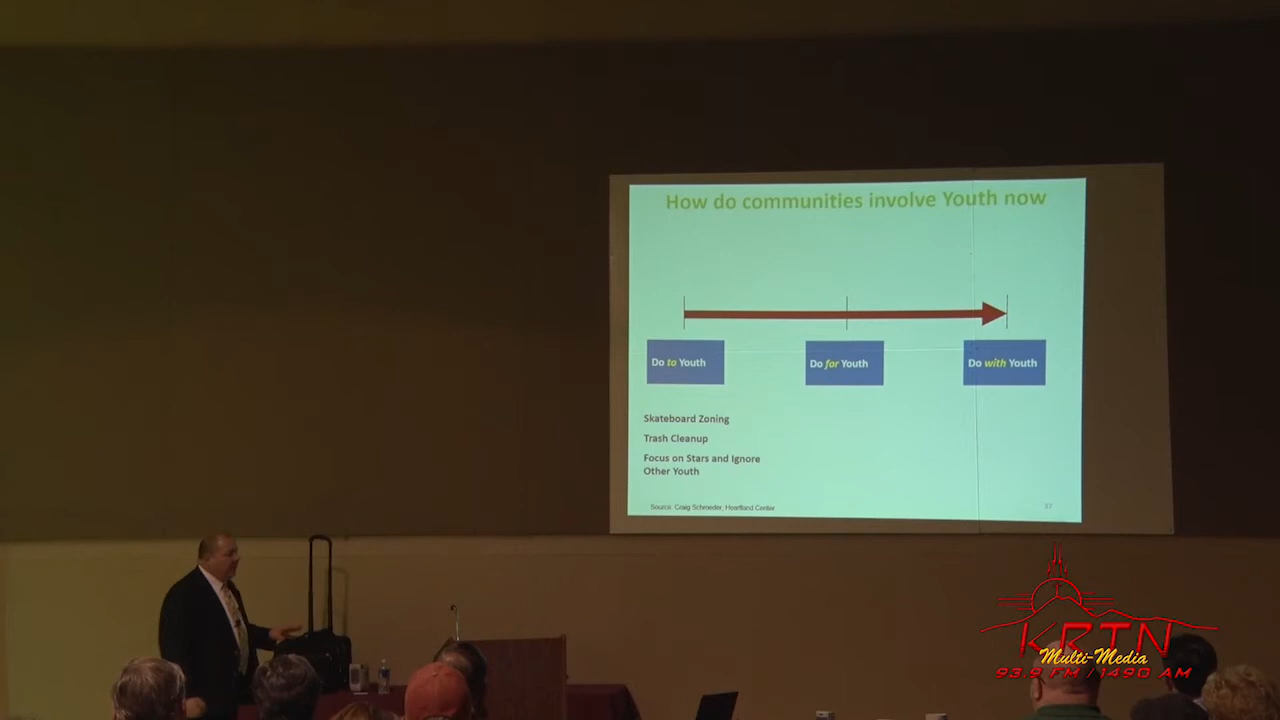 How do communities involve Youth now
Do to Youth
Do for Youth
Do with Youth
Skateboard Zoning
Trash Cleanup
Focus on Stars and Ignore
Other Youth
Source: Craig Schroeder, Heartland Center
37
KRTN
Multi-Media
93.9 FM / 1490 AM